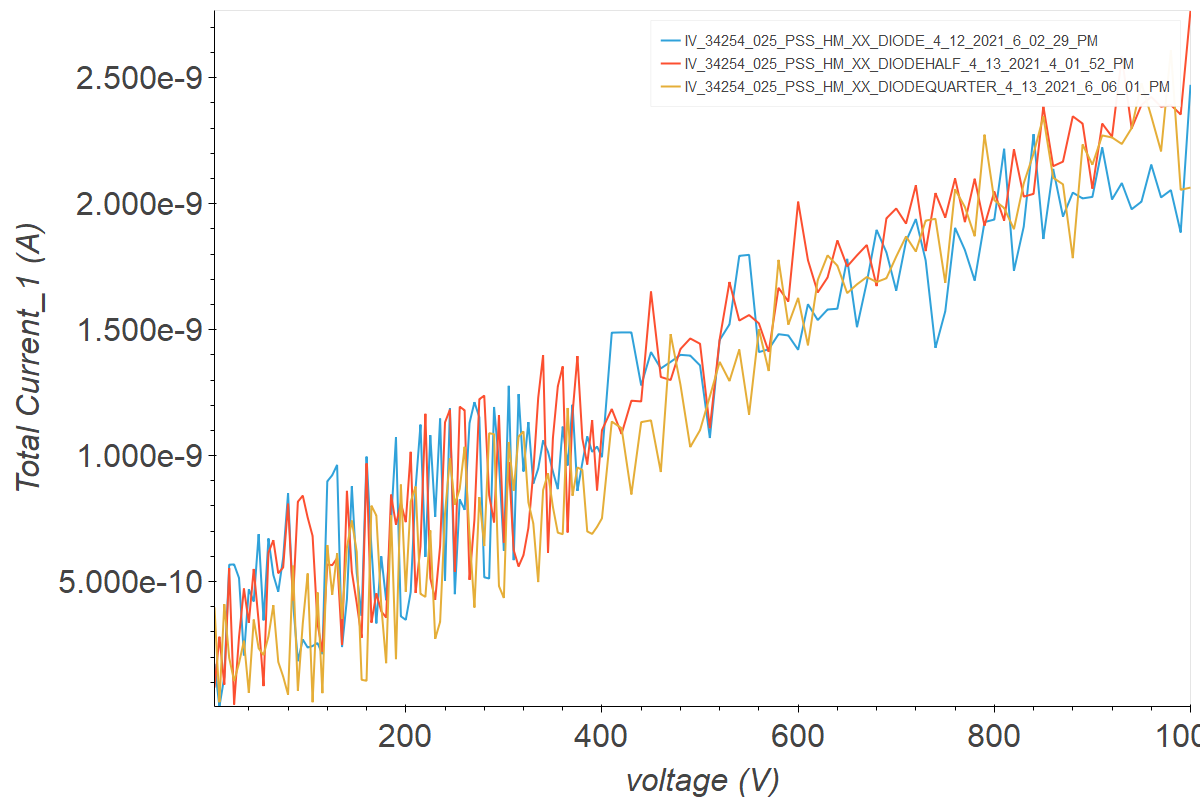 IV_34254_025_PSS_HM_XX_DIODE_4_12_2021_6_02_29_PM
IV_34254_025_PSS_HM_XX_DIODEHALF_4_13_2021_4_01_52_PM
IV_34254_025_PSS_HM_XX_DIODEQUARTER_4_13_2021_6_06_01_PM
2.500e-9
2.000e-9
1.500e-9
1.000e-9
5.000e-10
Total Current_1 (A)
200 400 600 800 100
voltage (V)